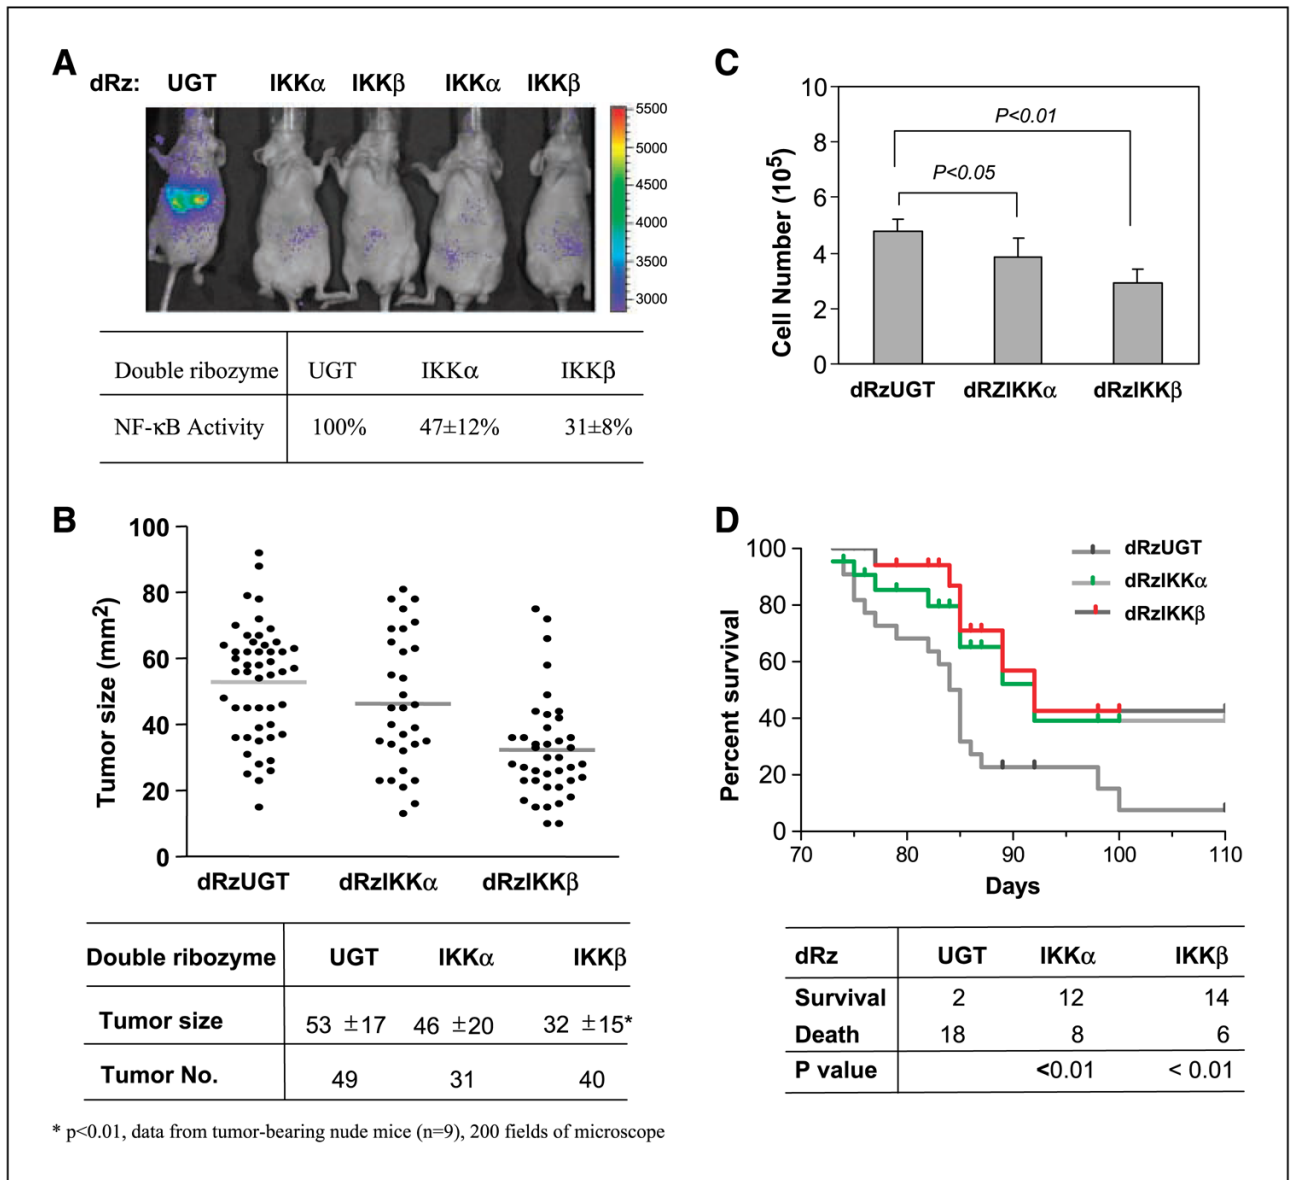 A
dRz: UGT IKKα IKKβ IKKα IKKβ
5500
5000
4500
4000
3500
3000
Double ribozyme UGT IKKα IKKβ
NF-κB Activity 100% 47±12% 31±8%
B
100
80
60
40
20
0
Tumor size (mm2)
dRzUGT dRzIKKα dRzIKKβ
Double ribozyme UGT IKKα IKKβ
Tumor size 53 ±17 46 ±20 32 ±15*
Tumor No. 49 31 40
* p<0.01, data from tumor-bearing nude mice (n=9), 200 fields of microscope
C
10
8
6
4
2
0
Cell Number (105)
P<0.01
P<0.05
dRzUGT dRZIKKα dRzIKKβ
D
100
80
60
40
20
0
Percent survival
dRzUGT
dRzIKKα
dRzIKKβ
70 80 90 100 110
Days
dRz UGT IKKα IKKβ
Survival 2 12 14
Death 18 8 6
P value <0.01 < 0.01